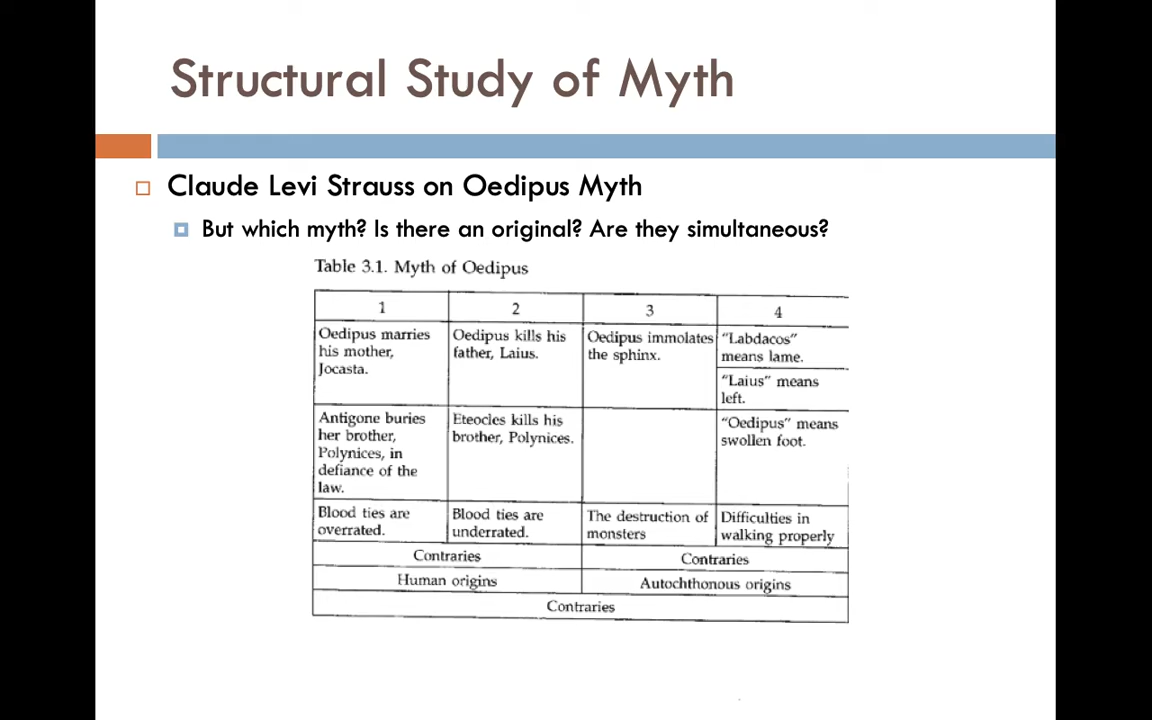 Structural Study of Myth
Claude Levi Strauss on Oedipus Myth
But which myth? Is there an original? Are they simultaneous?
Table 3.1. Myth of Oedipus
1
2
3
4
Oedipus marries
his mother,
Jocasta.
Oedipus kills his
father, Laius.
Oedipus immolates
the sphinx.
"Labdacos"
means lame.
"Laius" means
left.
Antigone buries
her brother,
Polynices, in
defiance of the
law.
Eteocles kills his
brother, Polynices.
"Oedipus" means
swollen foot.
Blood ties are
overrated.
Blood ties are
underrated.
The destruction of
monsters
Difficulties in
walking properly
Contraries
Contraries
Human origins
Autochthonous origins
Contraries